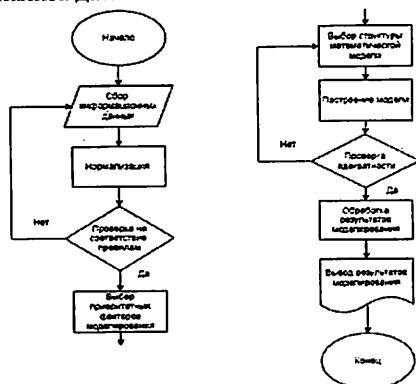 Начало
Сбор
информационных
данных
Нормализация
Нет
Проверка на
соответствие
правилам
Да
Выбор
приоритетных
факторов
моделирования
Выбор структуры
математической
модели
Построение модели
Нет
Проверка
адекватности
Да
Обработка
результатов
моделирования
Вывод результатов
моделирования
Конец